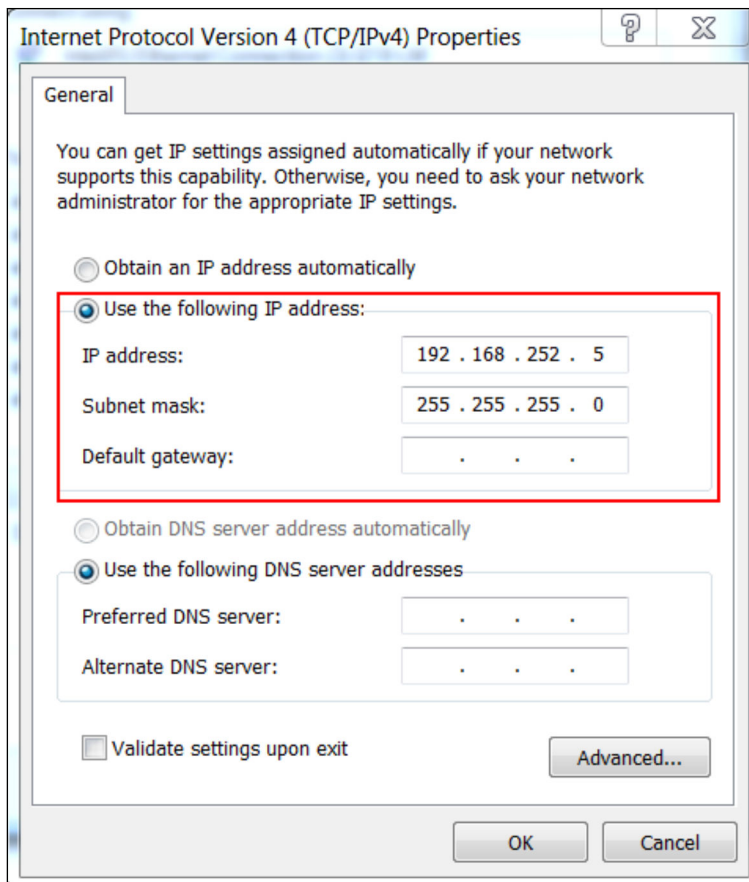 Internet Protocol Version 4 (TCP/IPv4) Properties
General
You can get IP settings assigned automatically if your network
supports this capability. Otherwise, you need to ask your network
administrator for the appropriate IP settings.
Obtain an IP address automatically
Use the following IP address:
IP address: 192 . 168 . 252 . 5
Subnet mask: 255 . 255 . 255 . 0
Default gateway: . . .
Obtain DNS server address automatically
Use the following DNS server addresses
Preferred DNS server: . . .
Alternate DNS server: . . .
Validate settings upon exit
Advanced...
OK Cancel